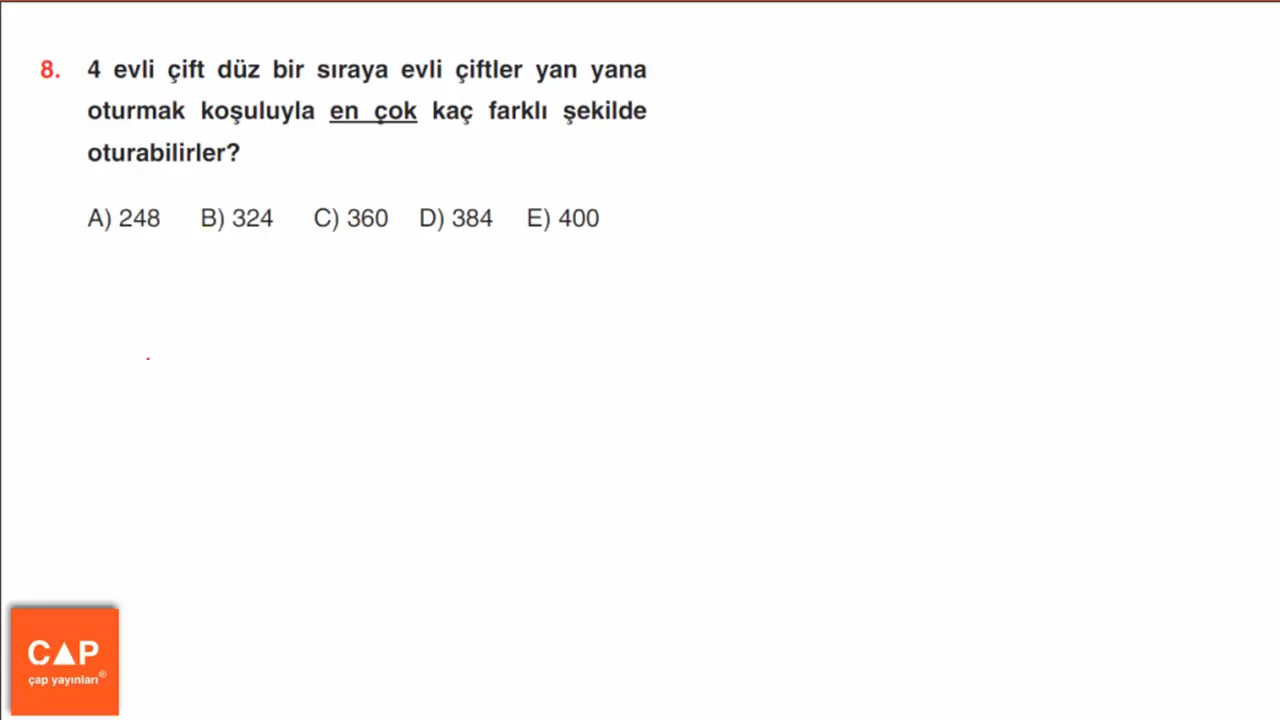 8. 4 evli çift düz bir sıraya evli çiftler yan yana
oturmak koşuluyla en çok kaç farklı şekilde
oturabilirler?
A) 248 B) 324 C) 360 D) 384 E) 400
CAP
çap yayınları®